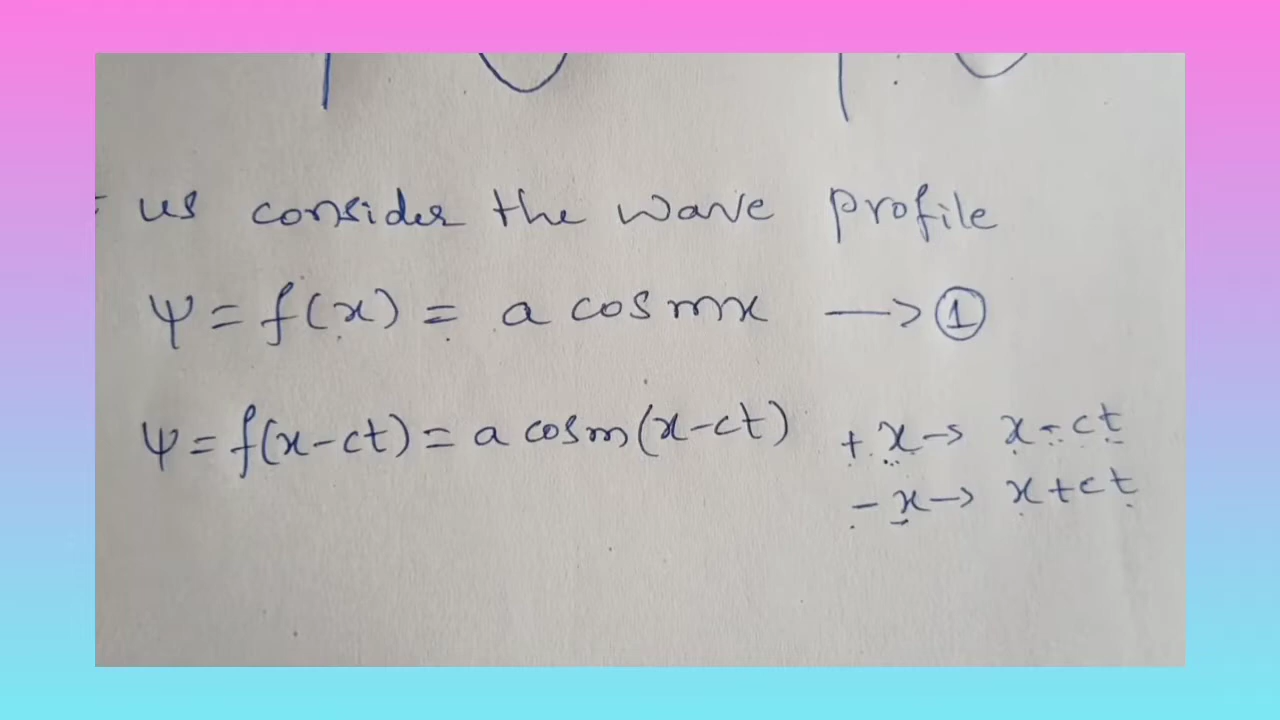 us consider the wave profile
ψ = f(x) = a cos mx → ①
ψ = f(x-ct) = a cos m(x-ct)
+x → x-ct
-x → x+ct